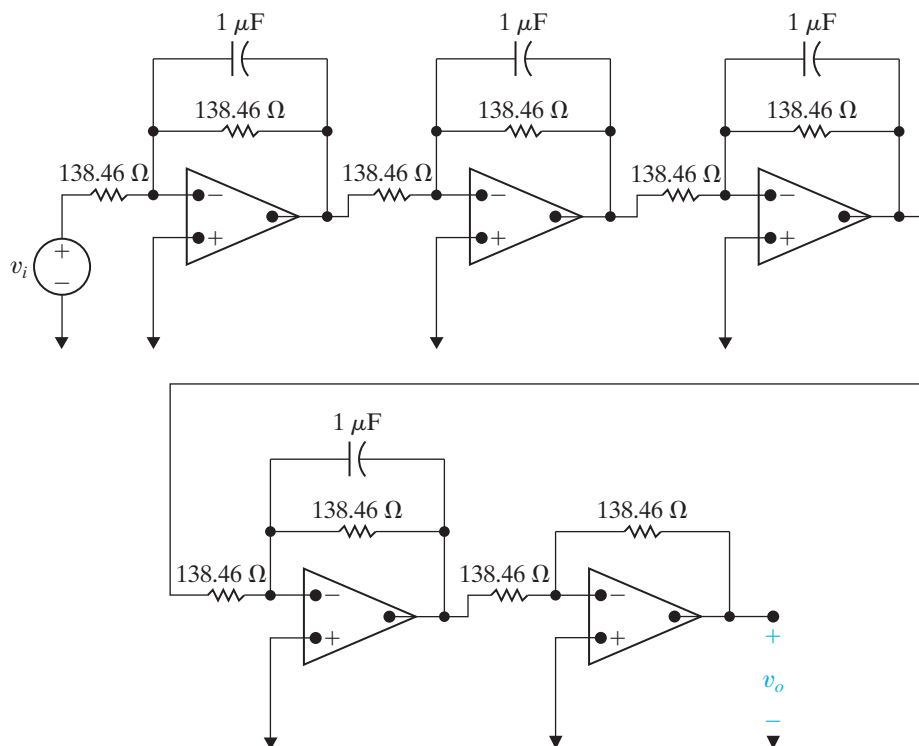 1 μF 1 μF 1 μF
138.46 Ω 138.46 Ω 138.46 Ω
138.46 Ω 138.46 Ω 138.46 Ω
− − −
+ + +
+
v_i
−
1 μF
138.46 Ω 138.46 Ω
138.46 Ω 138.46 Ω
− −
+ + +
v_o
−